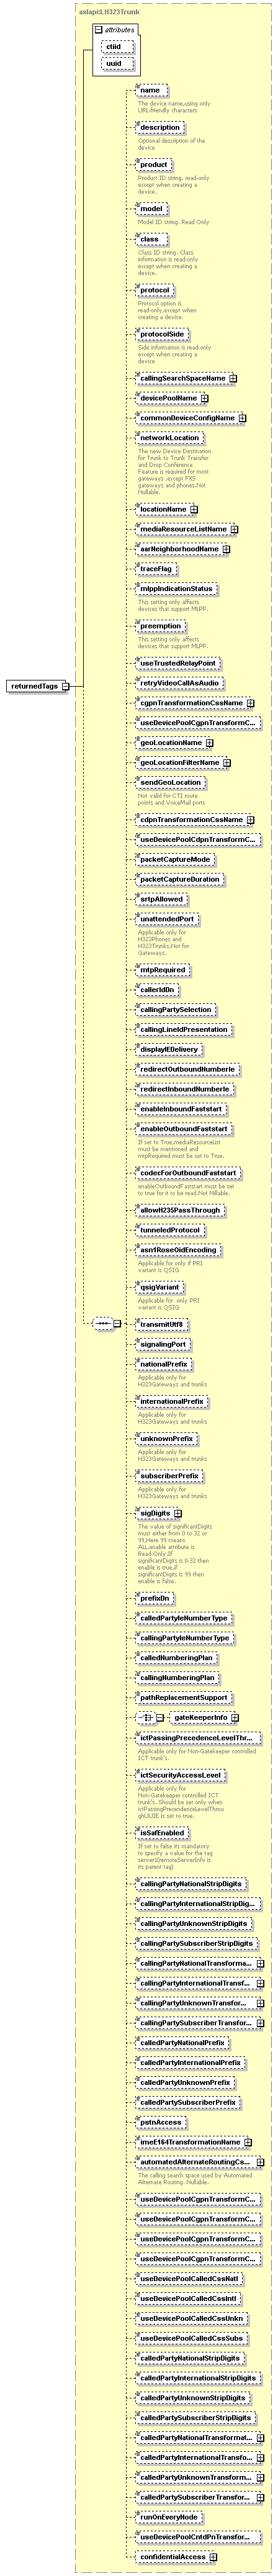 axlapi:LH323Trunk
attributes
ctiid
uuid
name
The device name,using only
URL-friendly characters
description
Optional description of the
device
product
Product ID string. read-only
except when creating a
device.
model
Model ID string. Read Only
class
Class ID string. Class
information is read-only
except when creating a
device.
protocol
Protocol option is
read-only,except when
creating a device.
protocolSide
Side information is read-only
except when creating a
device
callingSearchSpaceName
devicePoolName
commonDeviceConfigName
networkLocation
The new Device Destination
for Trunk to Trunk Transfer
and Drop Conference
Feature is required for most
gateways ,except FXS
gateways and phones.Not
Nullable.
locationName
mediaResourceListName
aarNeighborhoodName
traceFlag
mlppIndicationStatus
This setting only affects
devices that support MLPP.
preemption
This setting only affects
devices that support MLPP.
useTrustedRelayPoint
returnedTags
retryVideoCallAsAudio
cgpnTransformationCssName
useDevicePoolCgpnTransformC...
geoLocationName
geoLocationFilterName
sendGeoLocation
Not valid for CTI route
points and VoiceMail ports
cdpnTransformationCssName
useDevicePoolCdpnTransformC...
packetCaptureMode
packetCaptureDuration
srtpAllowed
unattendedPort
Applicable only for
H323Phones and
H323Trunks.Not for
Gateways.
mtpRequired
callerIdDn
callingPartySelection
callingLineIdPresentation
displayIEDelivery
redirectOutboundNumberIe
redirectInboundNumberIe
enableInboundFaststart
enableOutboundFaststart
If set to True,mediaResourceList
must be mentioned and
mtpRequired must be set to True.
codecForOutboundFaststart
enableOutboundFaststart must be set
to true for it to be read.Not Nillable.
allowH235PassThrough
tunneledProtocol
asn1RoseOidEncoding
Applicable for only if PRI
variant is QSIG
qsigVariant
Applicable for only PRI
variant is QSIG
transmitUtf8
signalingPort
nationalPrefix
Applicable only for
H323Gateways and trunks
internationalPrefix
Applicable only for
H323Gateways and trunks
unknownPrefix
Applicable only for
H323Gateways and trunks
subscriberPrefix
Applicable only for
H323Gateways and trunks
sigDigits
The value of significantDigits
must either from 0 to 32 or
99.Here 99 means
ALL.enable attribute is
Read-Only.If
significantDigits is 0-32 then
enable is true,if
significantDigits is 99 then
enable is false.
prefixDn
calledPartyIeNumberType
callingPartyIeNumberType
calledNumberingPlan
callingNumberingPlan
pathReplacementSupport
gateKeeperInfo
ictPassingPrecedenceLevelThr...
Applicable only for Non-Gatekeeper controlled
ICT trunk's.
ictSecurityAccessLevel
Applicable only for
Non-Gatekeeper controlled ICT
trunk's. Should be set only when
ictPassingPrecendenceLevelThrou
ghUUIE is set to true.
isSafEnabled
If set to false its mandatory
to specify a value for the tag
server1(remoteServerInfo is
its parent tag)
callingPartyNationalStripDigits
callingPartyInternationalStripDig...
callingPartyUnknownStripDigits
callingPartySubscriberStripDigits
callingPartyNationalTransforma...
callingPartyInternationalTransf...
callingPartyUnknownTransfor...
callingPartySubscriberTransfor...
calledPartyNationalPrefix
calledPartyInternationalPrefix
calledPartyUnknownPrefix
calledPartySubscriberPrefix
pstnAccess
imeE164TransformationName
automatedAlternateRoutingCs...
The calling search space used by Automated
Alternate Routing. Nullable.
useDevicePoolCgpnTransformC...
useDevicePoolCgpnTransformC...
useDevicePoolCgpnTransformC...
useDevicePoolCgpnTransformC...
useDevicePoolCalledCssNatl
useDevicePoolCalledCssIntl
useDevicePoolCalledCssUnkn
useDevicePoolCalledCssSubs
calledPartyNationalStripDigits
calledPartyInternationalStripDigits
calledPartyUnknownStripDigits
calledPartySubscriberStripDigits
calledPartyNationalTransformat...
calledPartyInternationalTransfo...
calledPartyUnknownTransform...
calledPartySubscriberTransfor...
runOnEveryNode
useDevicePoolCntdPnTransfor...
confidentialAccess